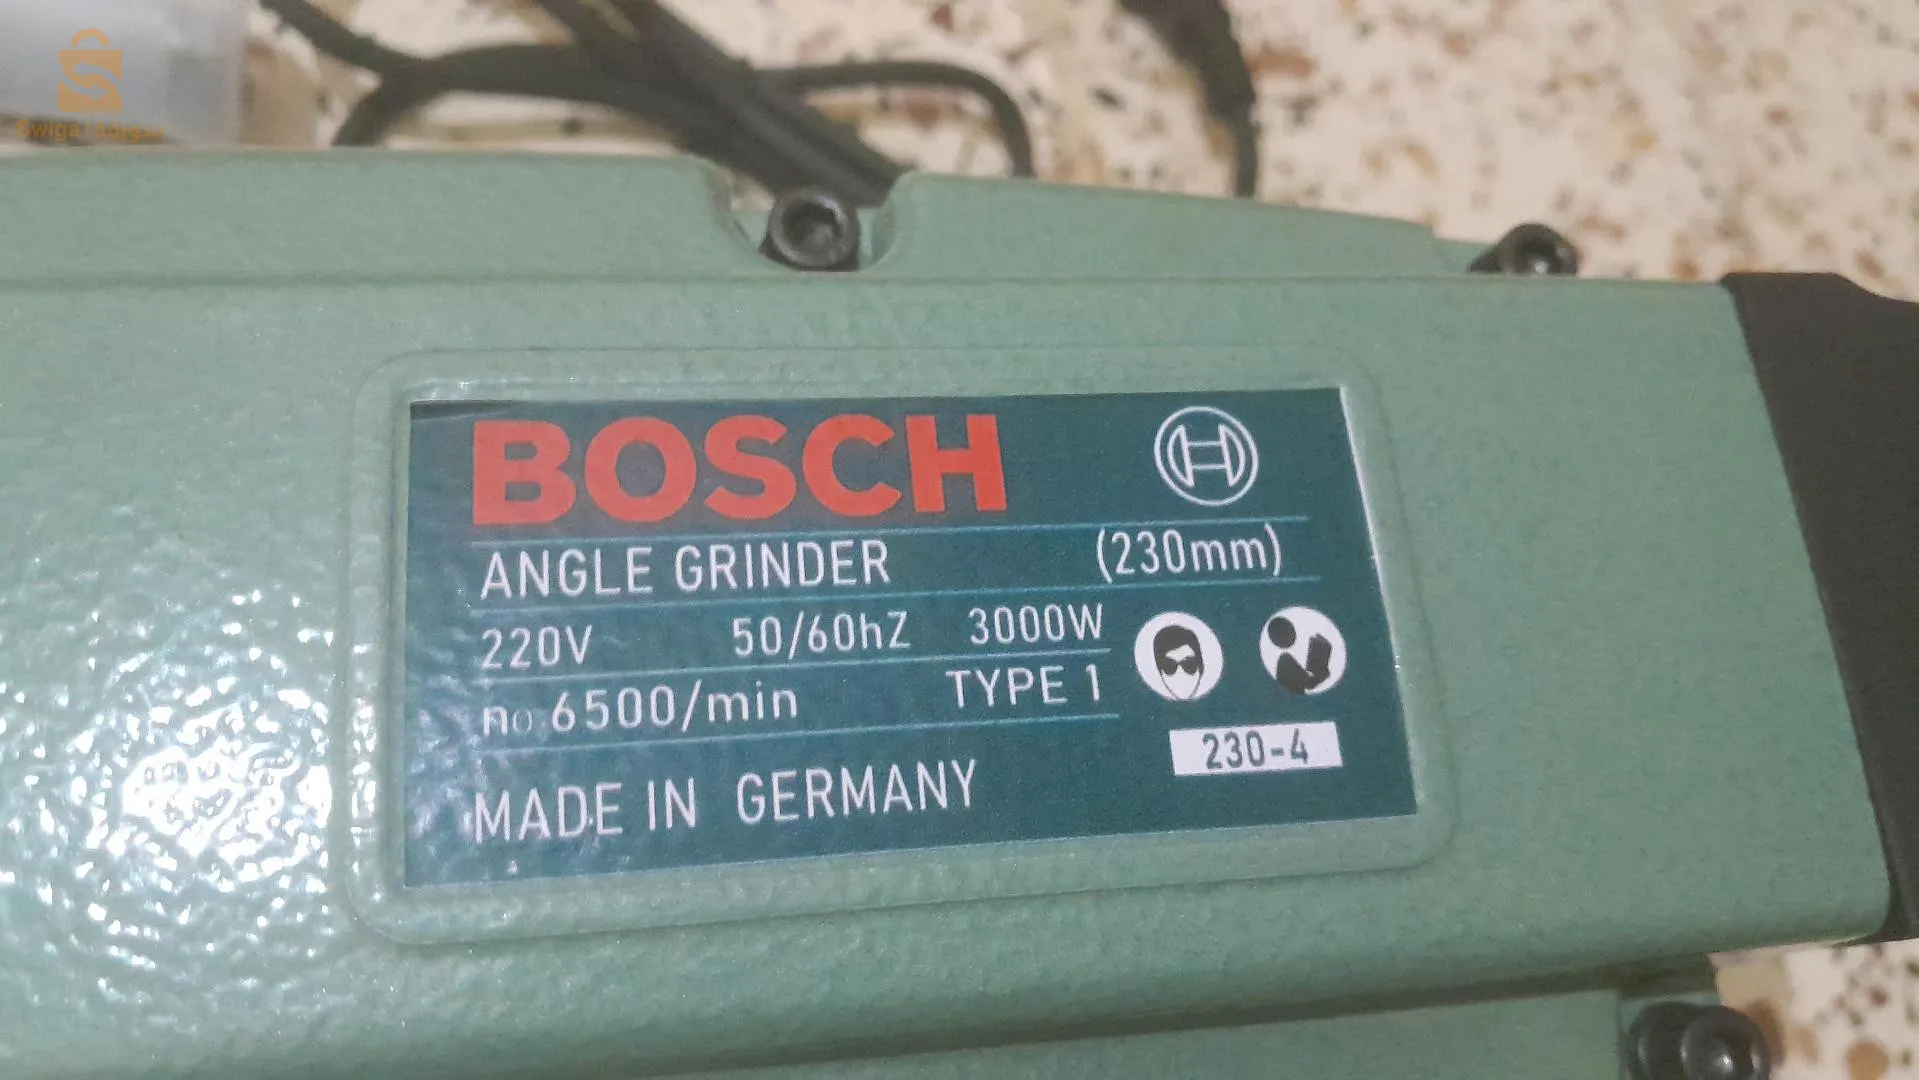 BOSCH
ANGLE GRINDER (230mm)
220V 50/60hZ 3000W
no 6500/min TYPE 1
230-4
MADE IN GERMANY